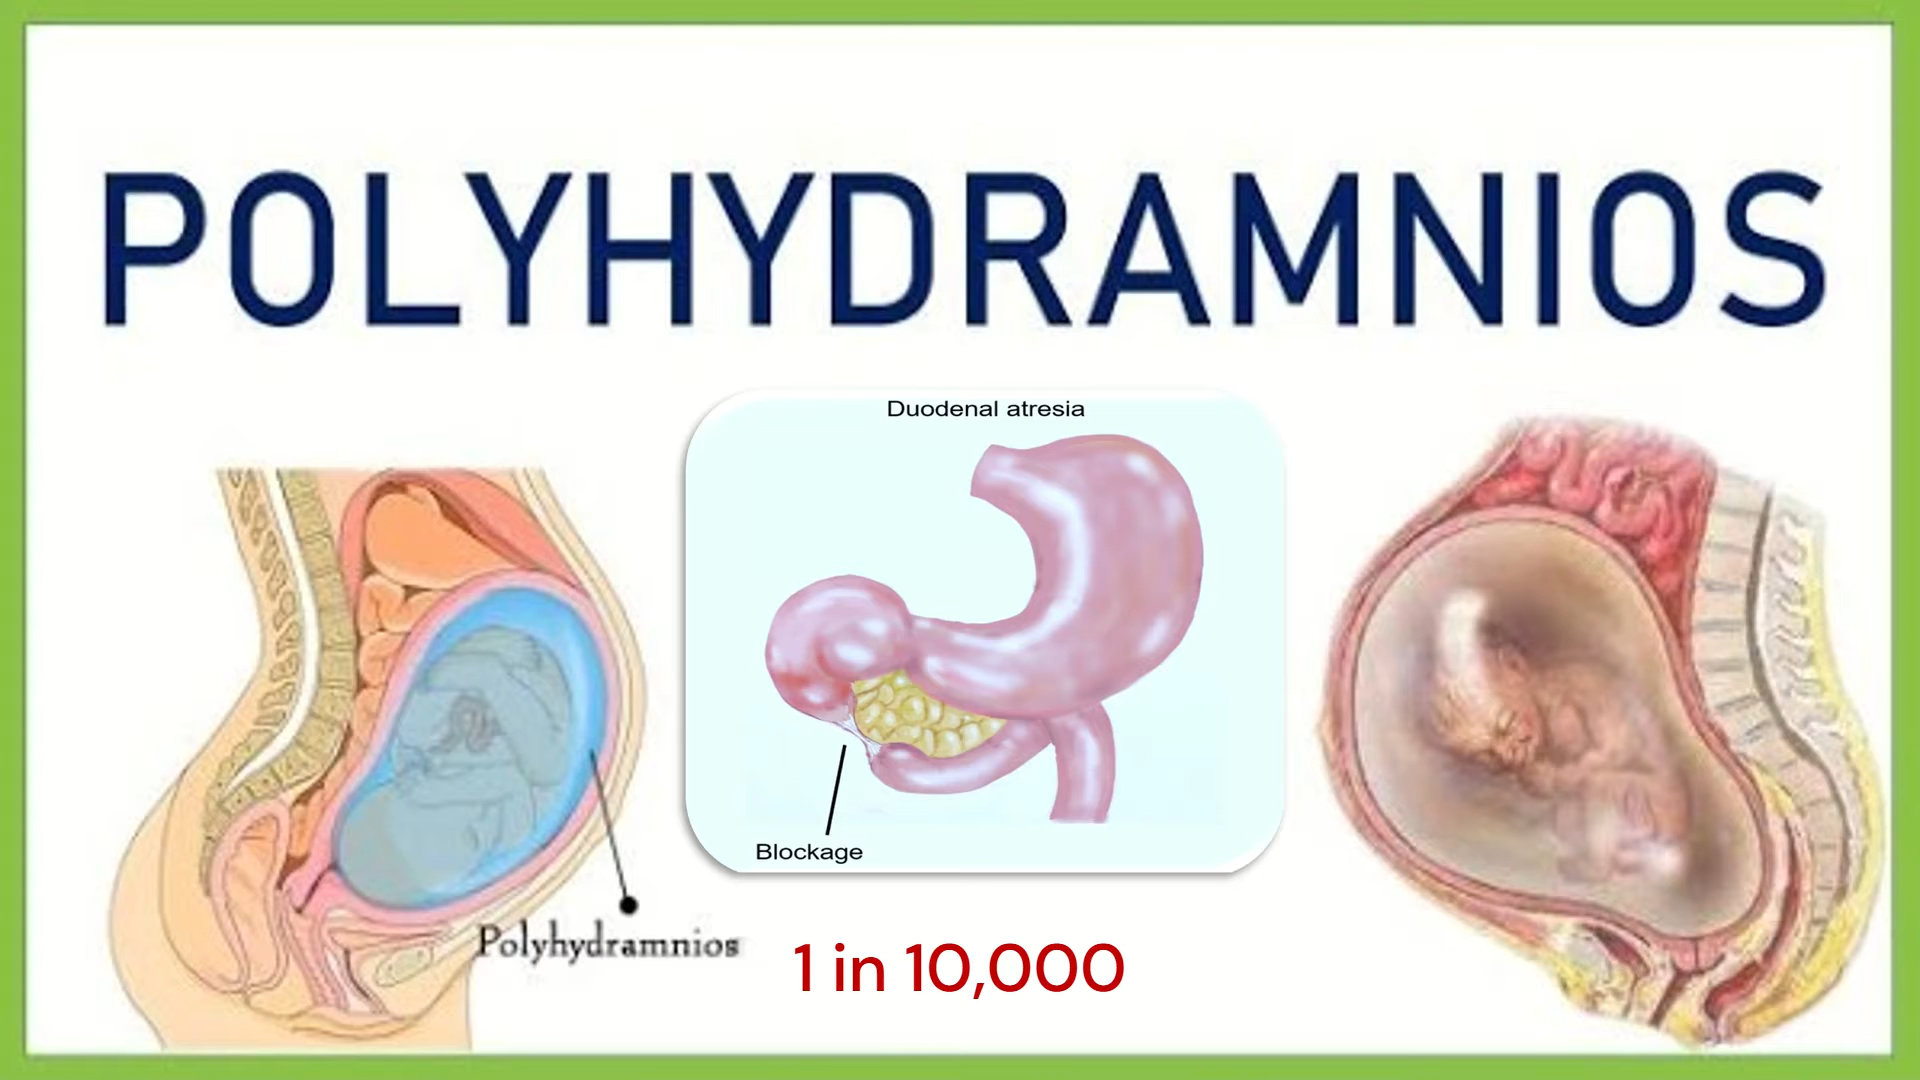 POLYHYDRAMNIOS
Duodenal atresia
Blockage
Polyhydramnios
1 in 10,000